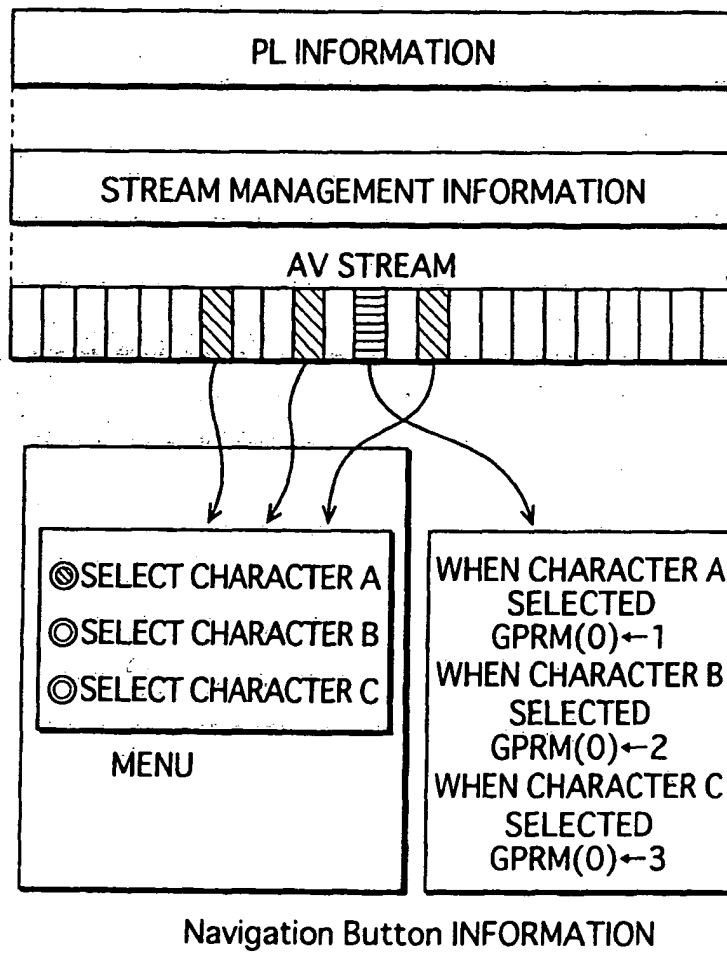 PL INFORMATION
STREAM MANAGEMENT INFORMATION
AV STREAM
SELECT CHARACTER A
SELECT CHARACTER B
SELECT CHARACTER C
MENU
WHEN CHARACTER A
SELECTED
GPRM(0)←1
WHEN CHARACTER B
SELECTED
GPRM(0)←2
WHEN CHARACTER C
SELECTED
GPRM(0)←3
Navigation Button INFORMATION